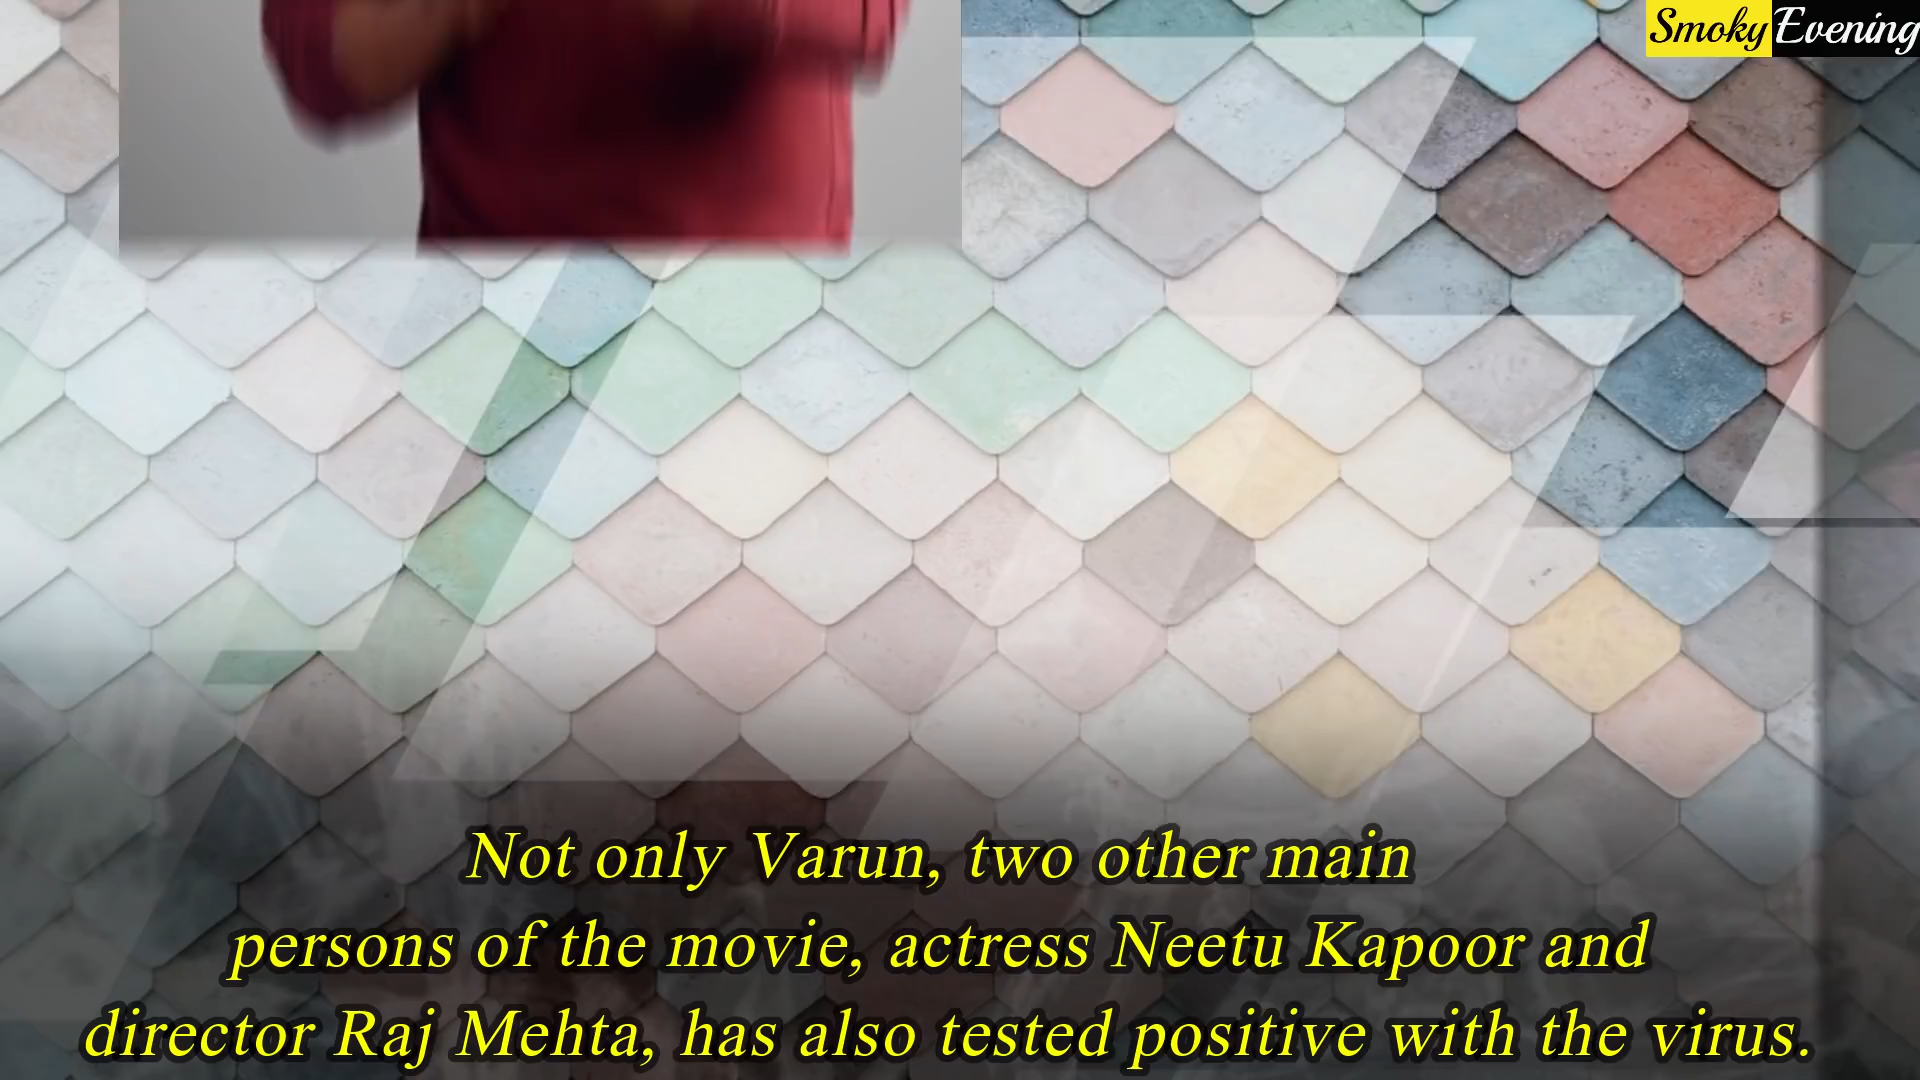 Smoky Evening
Not only Varun, two other main
persons of the movie, actress Neetu Kapoor and
director Raj Mehta, has also tested positive with the virus.